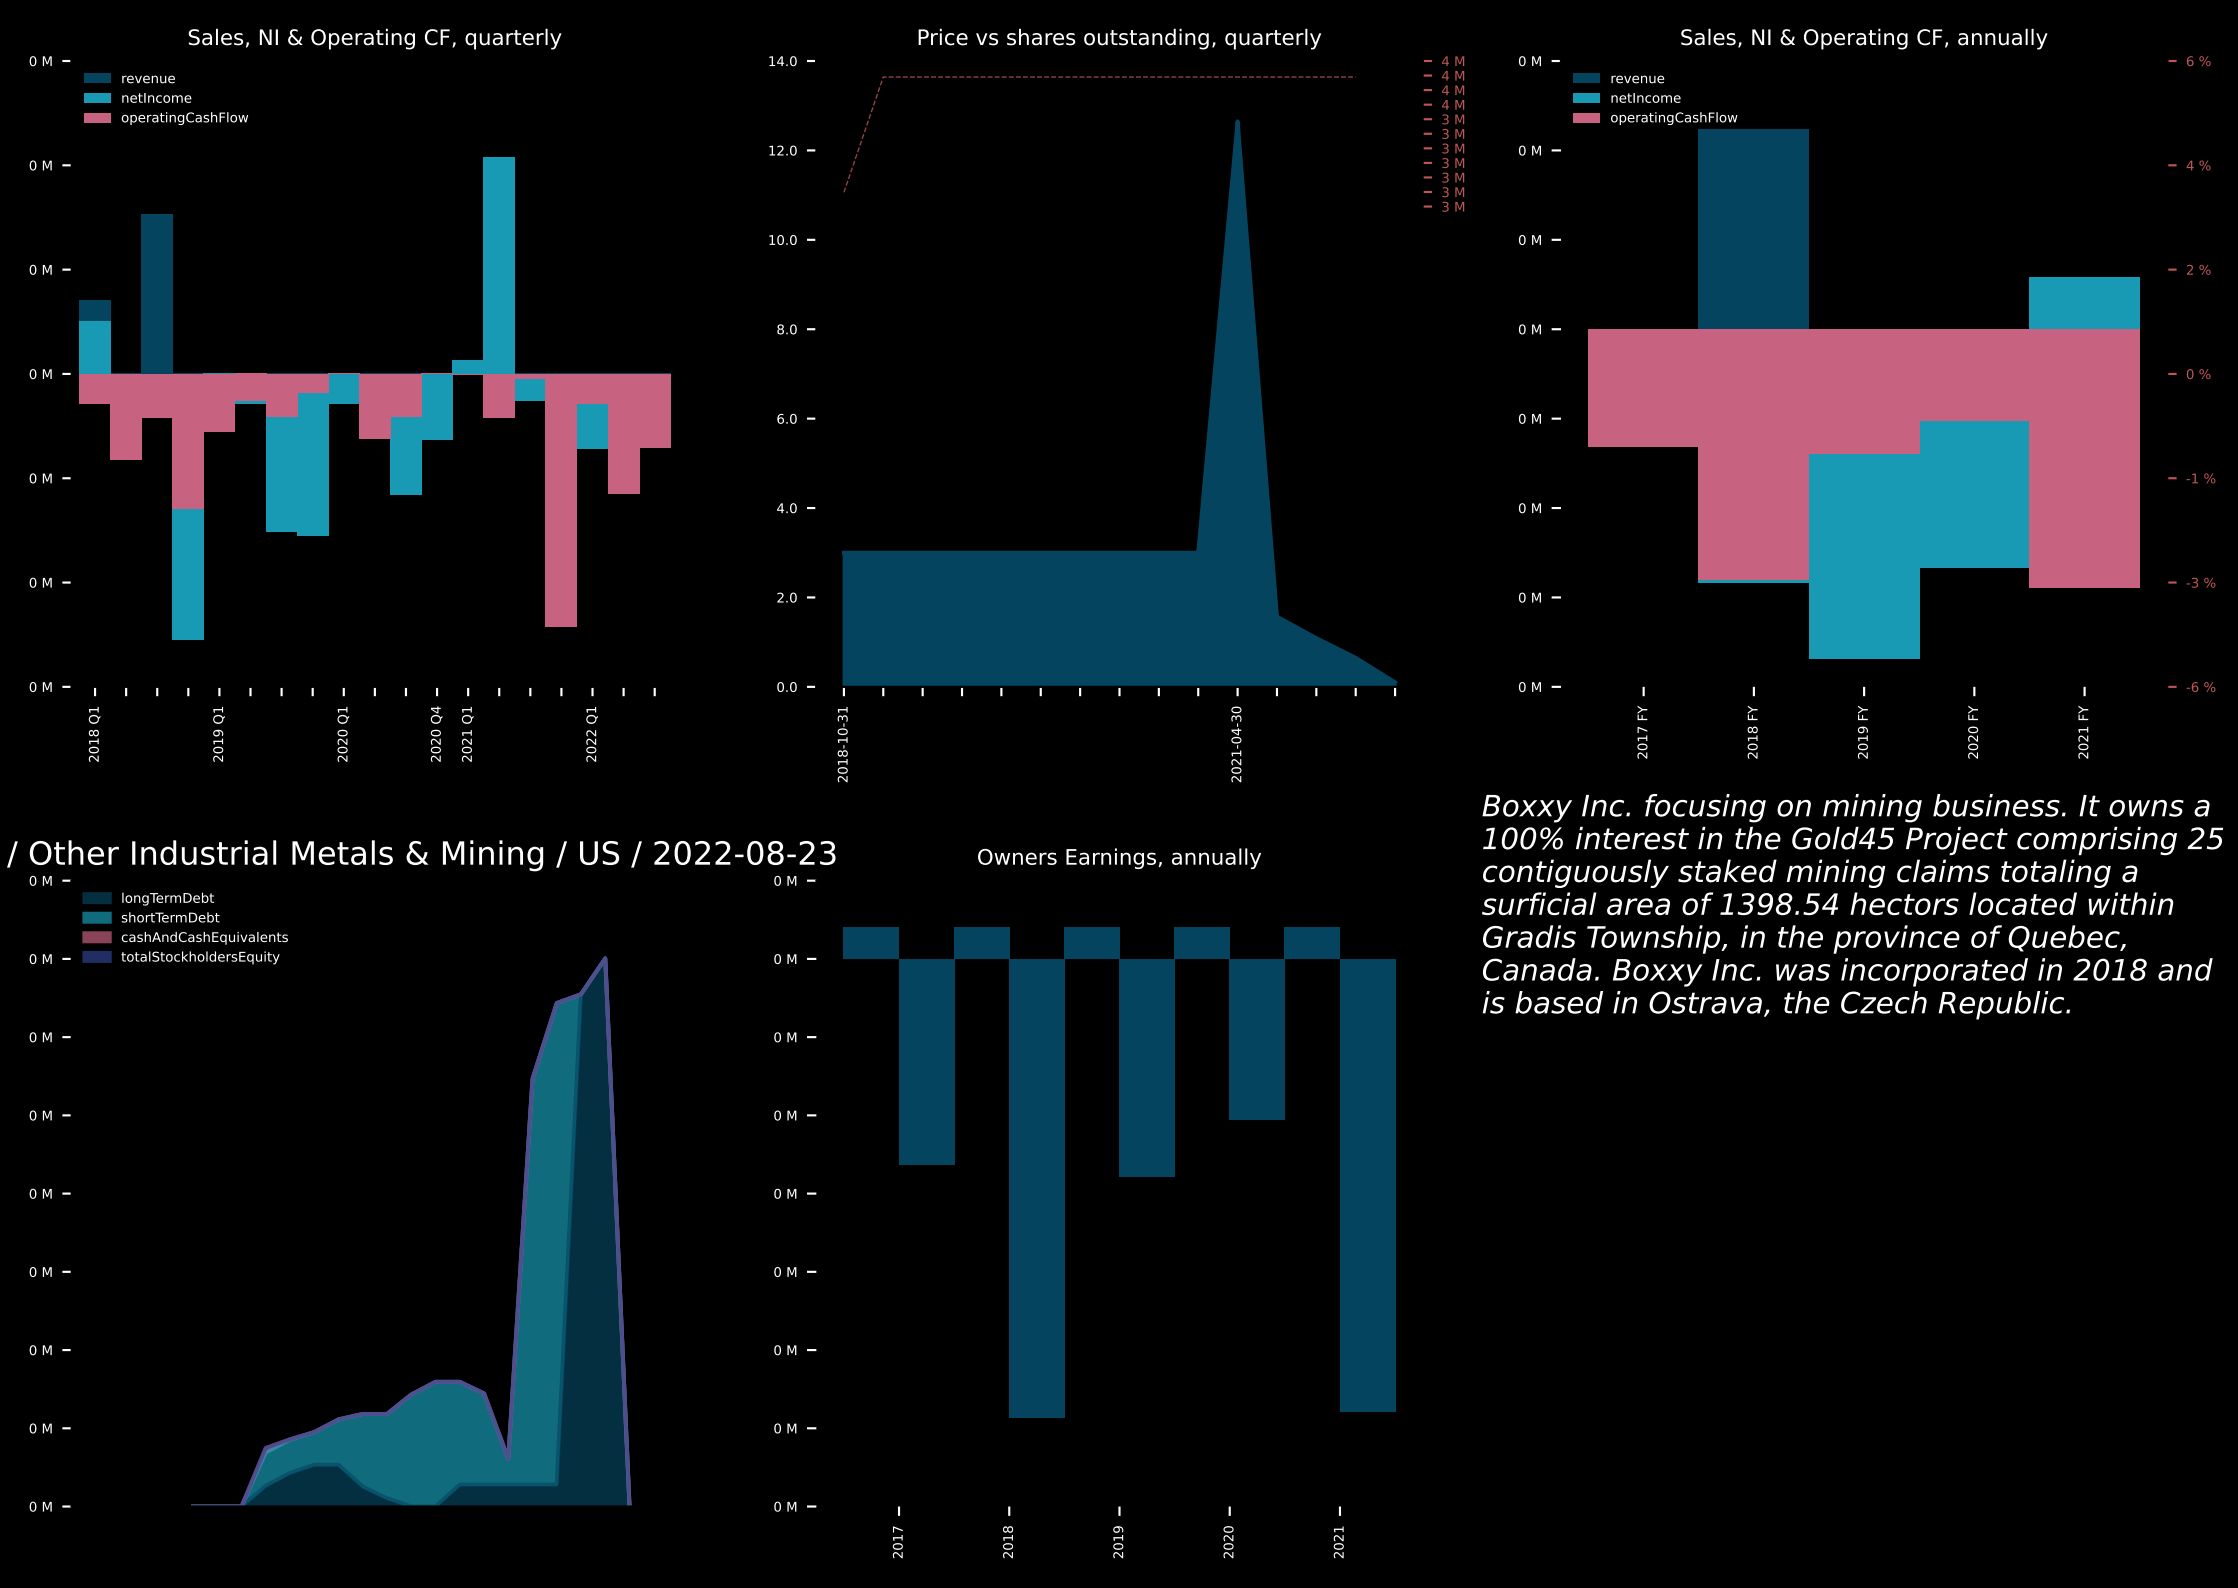 Sales, NI & Operating CF, quarterly
0 M
revenue
netIncome
operatingCashFlow
0 M
0 M
0 M
0 M
0 M
0 M
2018 Q1
2019 Q1
2020 Q1
2020 Q4
2021 Q1
2022 Q1
Price vs shares outstanding, quarterly
14.0
12.0
10.0
8.0
6.0
4.0
2.0
0.0
4 M
4 M
4 M
4 M
3 M
3 M
3 M
3 M
3 M
3 M
3 M
2018-10-31
2021-04-30
Sales, NI & Operating CF, annually
0 M
revenue
netIncome
operatingCashFlow
0 M
0 M
0 M
0 M
0 M
0 M
0 M
6 %
4 %
2 %
0 %
-1 %
-3 %
-6 %
2017 FY
2018 FY
2019 FY
2020 FY
2021 FY
/ Other Industrial Metals & Mining / US / 2022-08-23
0 M
longTermDebt
shortTermDebt
cashAndCashEquivalents
totalStockholdersEquity
0 M
0 M
0 M
0 M
0 M
0 M
0 M
0 M
Owners Earnings, annually
0 M
0 M
0 M
0 M
0 M
0 M
0 M
0 M
0 M
2017
2018
2019
2020
2021
Boxxy Inc. focusing on mining business. It owns a
100% interest in the Gold45 Project comprising 25
contiguously staked mining claims totaling a
surficial area of 1398.54 hectors located within
Gradis Township, in the province of Quebec,
Canada. Boxxy Inc. was incorporated in 2018 and
is based in Ostrava, the Czech Republic.